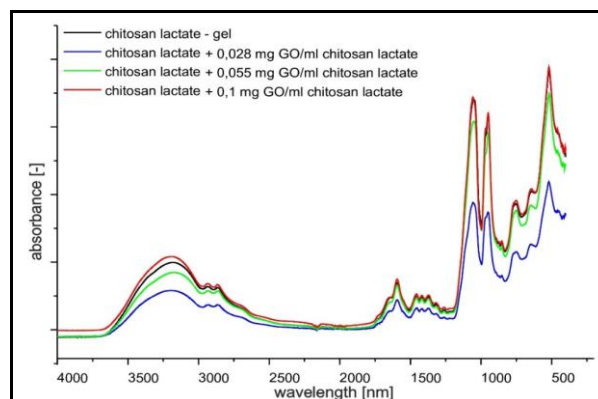 chitosan lactate - gel
chitosan lactate + 0,028 mg GO/ml chitosan lactate
chitosan lactate + 0,055 mg GO/ml chitosan lactate
chitosan lactate + 0,1 mg GO/ml chitosan lactate
absorbance [-]
4000 3500 3000 2500 2000 1500 1000 500
wavelength [nm]